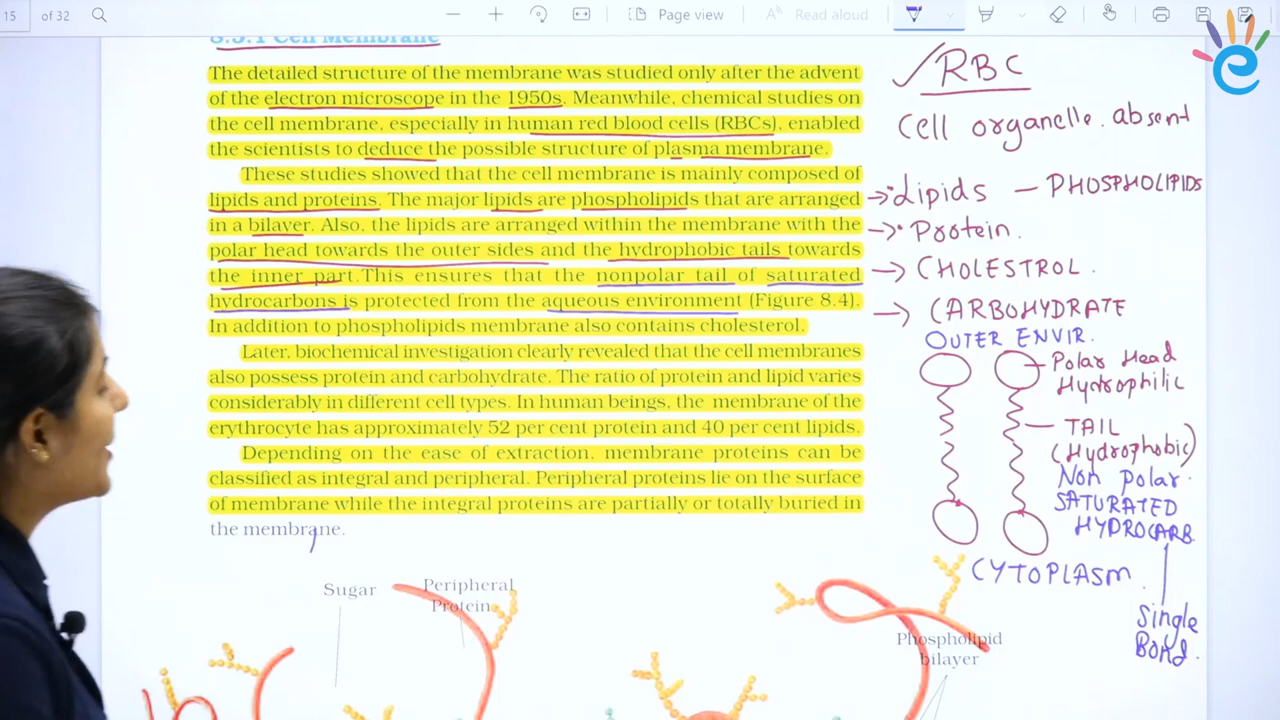 15 of 32
Page view
Read aloud
8.5.1 Cell Membrane
The detailed structure of the membrane was studied only after the advent
of the electron microscope in the 1950s. Meanwhile, chemical studies on
the cell membrane, especially in human red blood cells (RBCs), enabled
the scientists to deduce the possible structure of plasma membrane.
These studies showed that the cell membrane is mainly composed of
lipids and proteins. The major lipids are phospholipids that are arranged
in a bilayer. Also, the lipids are arranged within the membrane with the
polar head towards the outer sides and the hydrophobic tails towards
the inner part.This ensures that the nonpolar tail of saturated
hydrocarbons is protected from the aqueous environment (Figure 8.4).
In addition to phospholipids membrane also contains cholesterol.
Later, biochemical investigation clearly revealed that the cell membranes
also possess protein and carbohydrate. The ratio of protein and lipid varies
considerably in different cell types. In human beings, the membrane of the
erythrocyte has approximately 52 per cent protein and 40 per cent lipids.
Depending on the ease of extraction, membrane proteins can be
classified as integral and peripheral. Peripheral proteins lie on the surface
of membrane while the integral proteins are partially or totally buried in
the membrane.
Sugar
Peripheral
Protein
Phospholipid
bilayer
RBC
Cell organelle. absent
→ Lipids – PHOSPHOLIPIDS
→ Protein.
→ CHOLESTROL.
→ CARBOHYDRATE
OUTER ENVIR.
Polar Head
Hydrophilic
TAIL
(Hydrophobic)
Non Polar.
SATURATED
HYDROCARB.
CYTOPLASM.
Single
Bond.